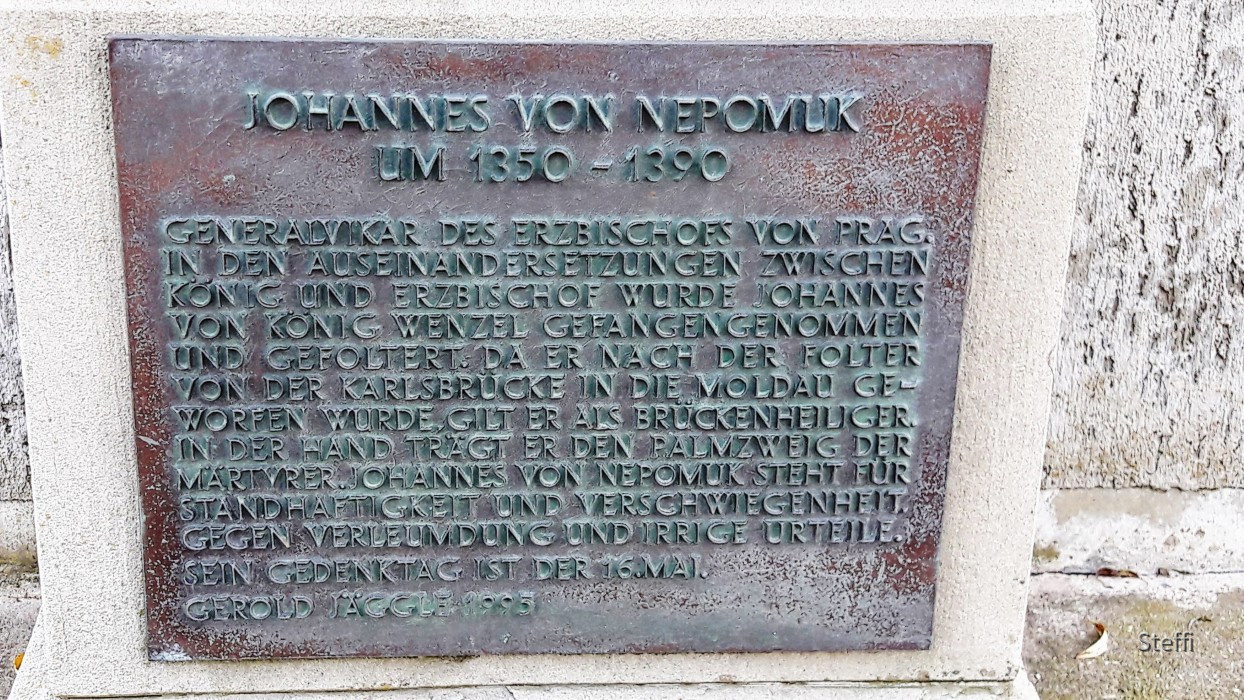 JOHANNES VON NEPOMUK
UM 1350 - 1390
GENERALVIKAR DES ERZBISCHOFS VON PRAG.
IN DEN AUSEINANDERSETZUNGEN ZWISCHEN
KÖNIG UND ERZBISCHOF WURDE JOHANNES
VON KÖNIG WENZEL GEFANGENGENOMMEN
UND GEFOLTERT. DA ER NACH DER FOLTER
VON DER KARLSBRÜCKE IN DIE MOLDAU GE-
WORFEN WURDE, GILT ER ALS BRÜCKENHEILIGER.
IN DER HAND TRÄGT ER DEN PALMZWEIG DER
MÄRTYRER. JOHANNES VON NEPOMUK STEHT FÜR
STANDHAFTIGKEIT UND VERSCHWIEGENHEIT.
GEGEN VERLEUMDUNG UND IRRIGE URTEILE.
SEIN GEDENKTAG IST DER 16. MAI.
GEROLD JÄGGLE 1995
Steffi